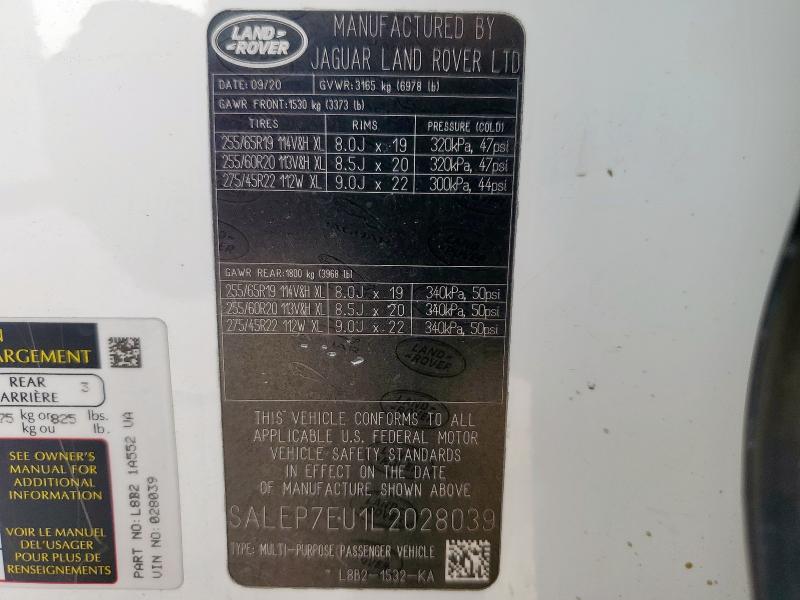 LAND ROVER
MANUFACTURED BY
JAGUAR LAND ROVER LTD
DATE: 09/20 GVWR:3165 kg (6978 lb)
GAWR FRONT:1530 kg (3373 lb)
TIRES RIMS PRESSURE (COLD)
255/65R19 114V&H XL 8.0J x 19 320kPa, 47psi
255/60R20 113V&H XL 8.5J x 20 320kPa, 47psi
275/45R22 112W XL 9.0J x 22 300kPa, 44psi
GAWR REAR:1800 kg (3968 lb)
255/65R19 114V&H XL 8.0J x 19 340kPa, 50psi
255/60R20 113V&H XL 8.5J x 20 340kPa, 50psi
275/45R22 112W XL 9.0J x 22 340kPa, 50psi
LAND ROVER
THIS VEHICLE CONFORMS TO ALL
APPLICABLE U.S. FEDERAL MOTOR
VEHICLE SAFETY STANDARDS
IN EFFECT ON THE DATE
OF MANUFACTURE SHOWN ABOVE
SALEP7EU1L2028039
TYPE: MULTI-PURPOSE PASSENGER VEHICLE
L8B2-1532-KA
ARGEMENT
REAR 3
ARRIÈRE
75 kg or 825 lbs.
kg ou lb.
SEE OWNER'S
MANUAL FOR
ADDITIONAL
INFORMATION
VOIR LE MANUEL
DEL'USAGER
POUR PLUS DE
RENSEIGNEMENTS
PART NO: L8B2 1A552 VA
VIN NO: 028039